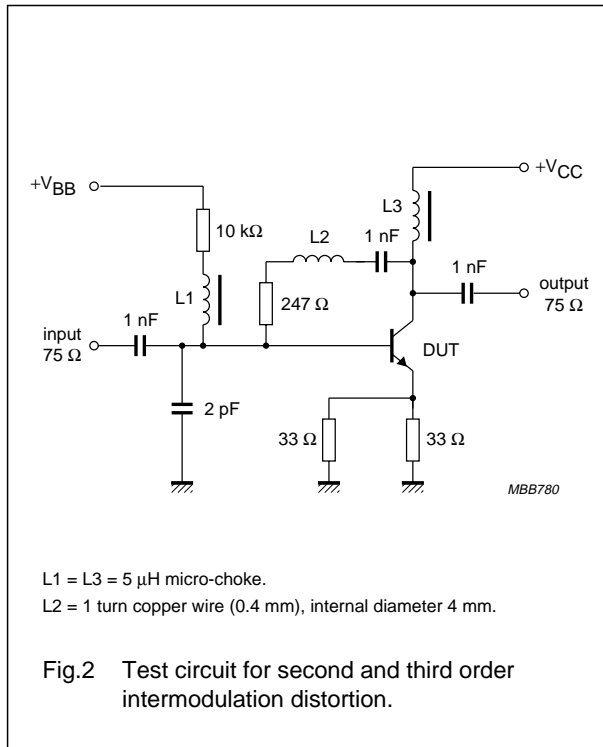 +VCC
+VBB
L3
L2
1 nF
10 kΩ
1 nF
output
75 Ω
L1
247 Ω
1 nF
input
75 Ω
DUT
2 pF
33 Ω
33 Ω
MBB780
L1 = L3 = 5 μH micro-choke.
L2 = 1 turn copper wire (0.4 mm), internal diameter 4 mm.
Fig.2 Test circuit for second and third order
intermodulation distortion.